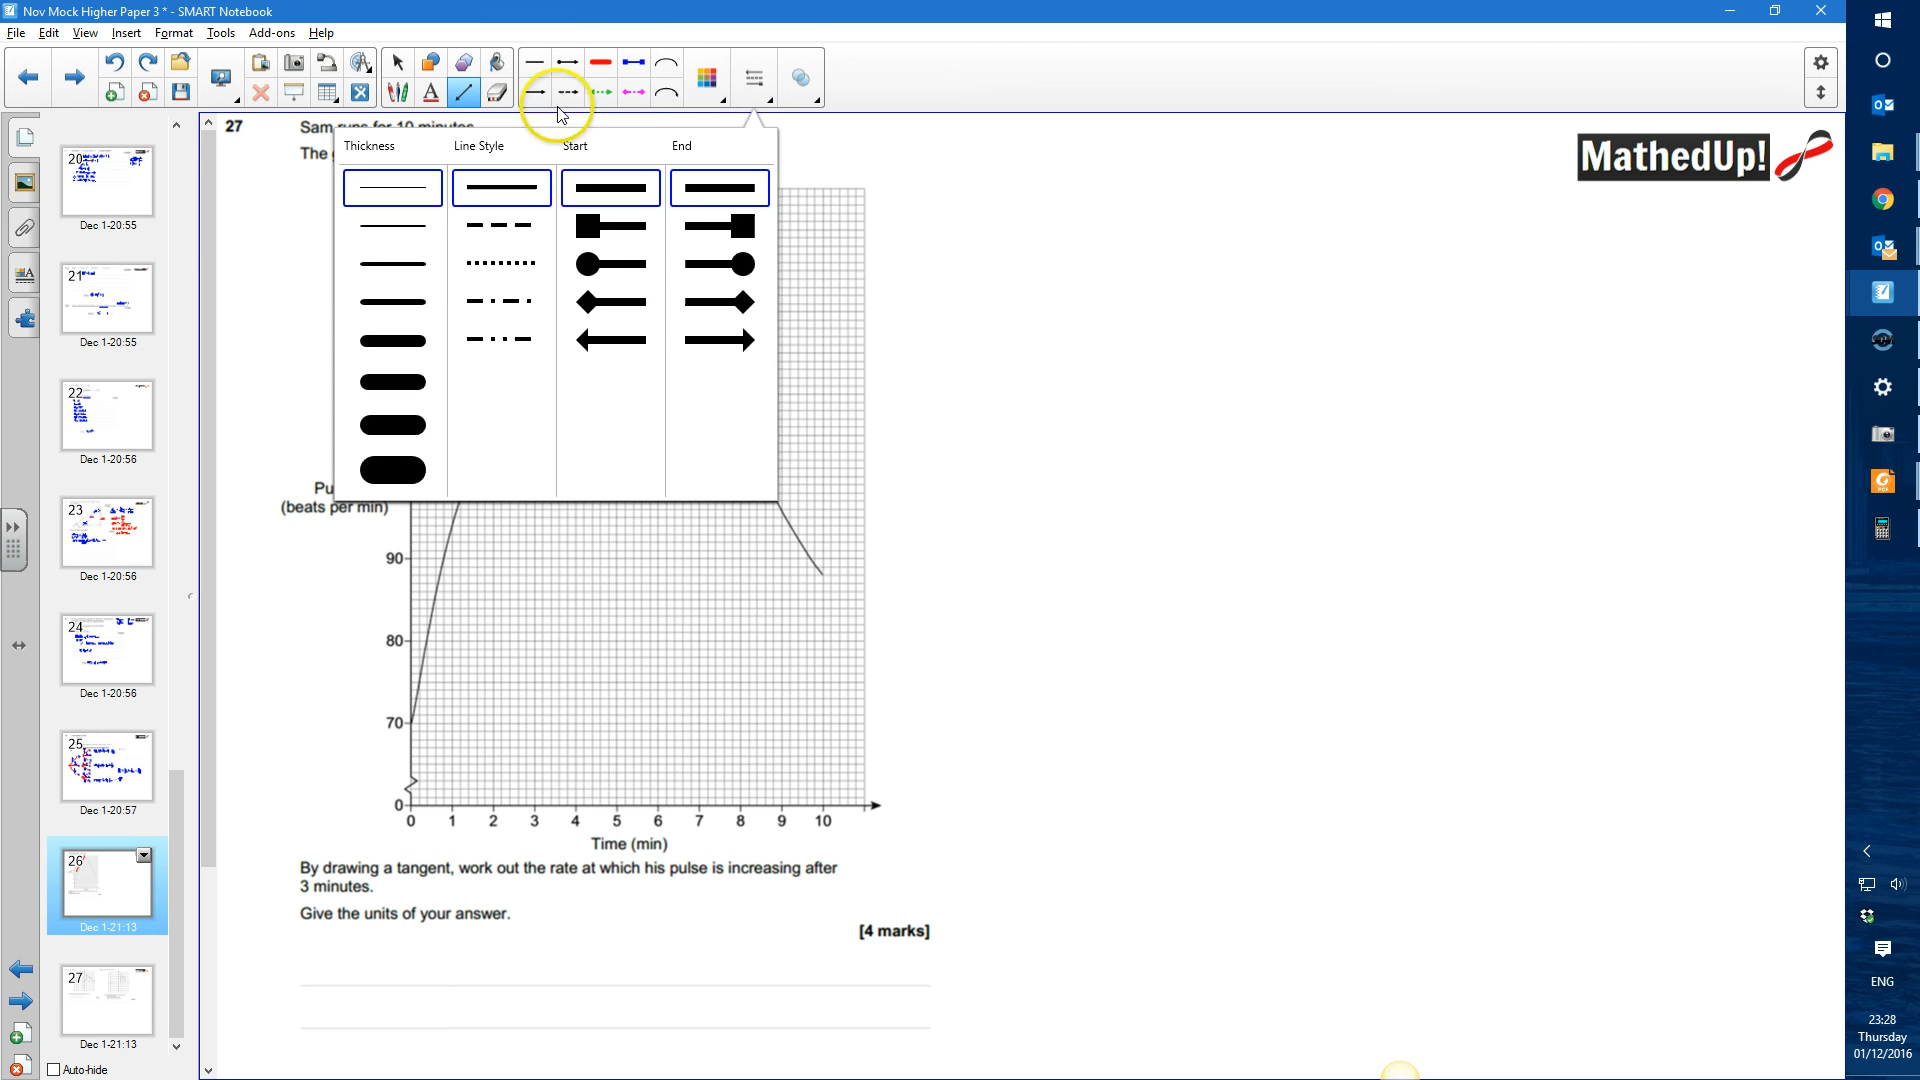 Nov Mock Higher Paper 3 * - SMART Notebook
File Edit View Insert Format Tools Add-ons Help
27 Sam runs for 10 minutes
The
MathedUp!
Thickness Line Style Start End
(beats per min)
90
80
70
0
0 1 2 3 4 5 6 7 8 9 10
Time (min)
By drawing a tangent, work out the rate at which his pulse is increasing after
3 minutes.
Give the units of your answer.
[4 marks]
20
Dec 1-20:55
21
Dec 1-20:55
22
Dec 1-20:56
23
Dec 1-20:56
24
Dec 1-20:56
25
Dec 1-20:57
26
Dec 1-21:13
27
Dec 1-21:13
Auto-hide
ENG
23:28
Thursday
01/12/2016